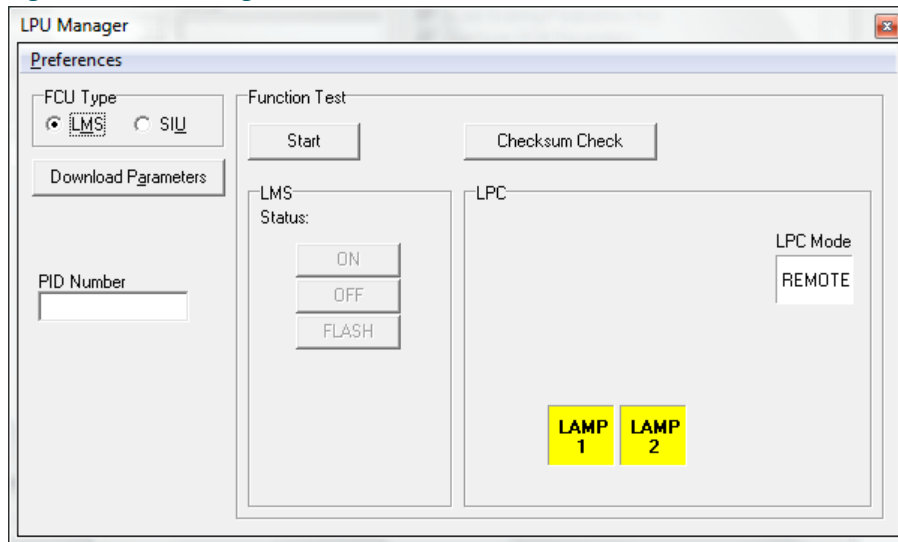 LPU Manager
Preferences
FCU Type
LMS
SIU
Download Parameters
PID Number
Function Test
Start
Checksum Check
LMS
Status:
ON
OFF
FLASH
LPC
LPC Mode
REMOTE
LAMP
1
LAMP
2